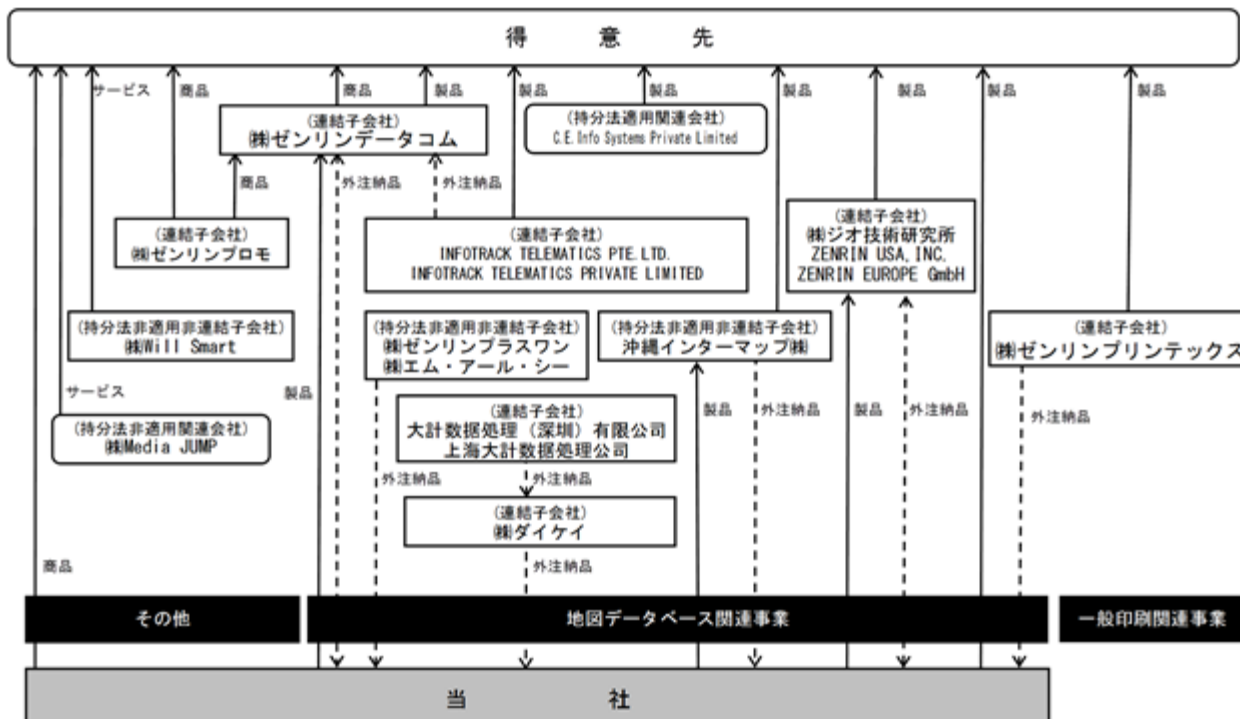 得意先
サービス
商品
商品
製品
製品
製品
製品
製品
製品
製品
(連結子会社)
㈱ゼンリンデータコム
(持分法適用関連会社)
C.E.Info Systems Private Limited
商品
外注納品
外注納品
(連結子会社)
㈱ゼンリンプロモ
(連結子会社)
INFOTRACK TELEMATICS PTE.LTD.
INFOTRACK TELEMATICS PRIVATE LIMITED
(連結子会社)
㈱ジオ技術研究所
ZENRIN USA,INC.
ZENRIN EUROPE GmbH
(持分法非適用非連結子会社)
㈱Will Smart
(持分法非適用非連結子会社)
㈱ゼンリンプラスワン
㈱エム・アール・シー
(持分法非適用非連結子会社)
沖縄インターマップ㈱
(連結子会社)
㈱ゼンリンプリンテックス
サービス
製品
(持分法非適用関連会社)
㈱Media JUMP
(連結子会社)
大計数据処理（深圳）有限公司
上海大計数据処理公司
製品
外注納品
製品
外注納品
外注納品
外注納品
外注納品
(連結子会社)
㈱ダイケイ
商品
外注納品
その他
地図データベース関連事業
一般印刷関連事業
当社